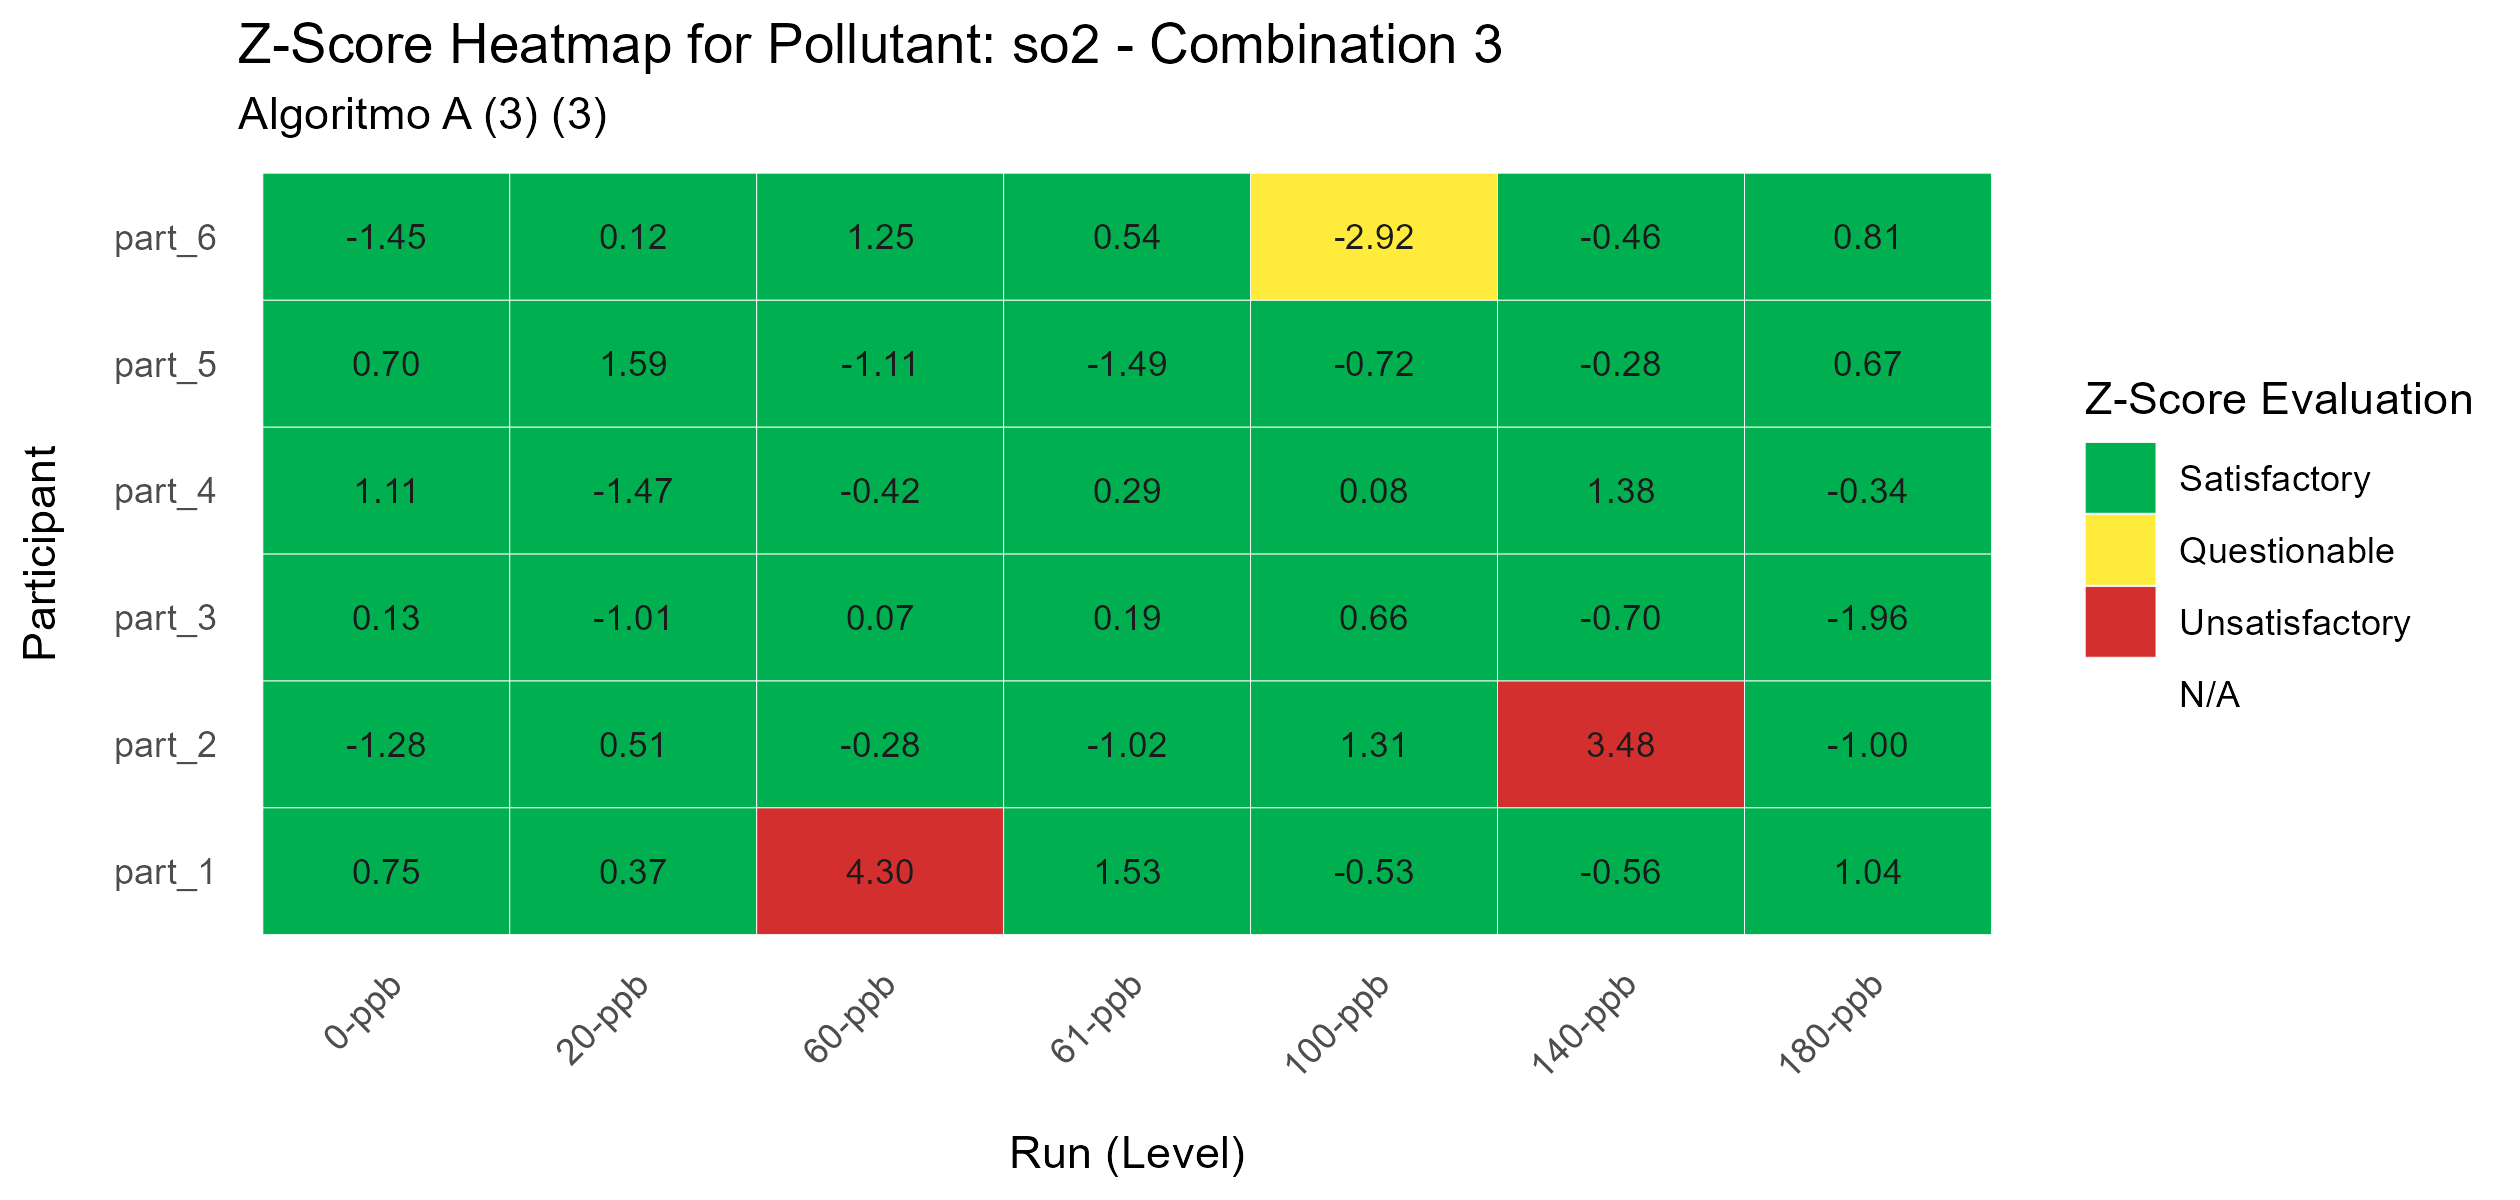 Z-Score Heatmap for Pollutant: so2 - Combination 3
Algoritmo A (3) (3)
Participant
part_6 -1.45 0.12 1.25 0.54 -2.92 -0.46 0.81
part_5 0.70 1.59 -1.11 -1.49 -0.72 -0.28 0.67
part_4 1.11 -1.47 -0.42 0.29 0.08 1.38 -0.34
part_3 0.13 -1.01 0.07 0.19 0.66 -0.70 -1.96
part_2 -1.28 0.51 -0.28 -1.02 1.31 3.48 -1.00
part_1 0.75 0.37 4.30 1.53 -0.53 -0.56 1.04
0-ppb 20-ppb 60-ppb 61-ppb 100-ppb 140-ppb 180-ppb
Run (Level)
Z-Score Evaluation
Satisfactory
Questionable
Unsatisfactory
N/A